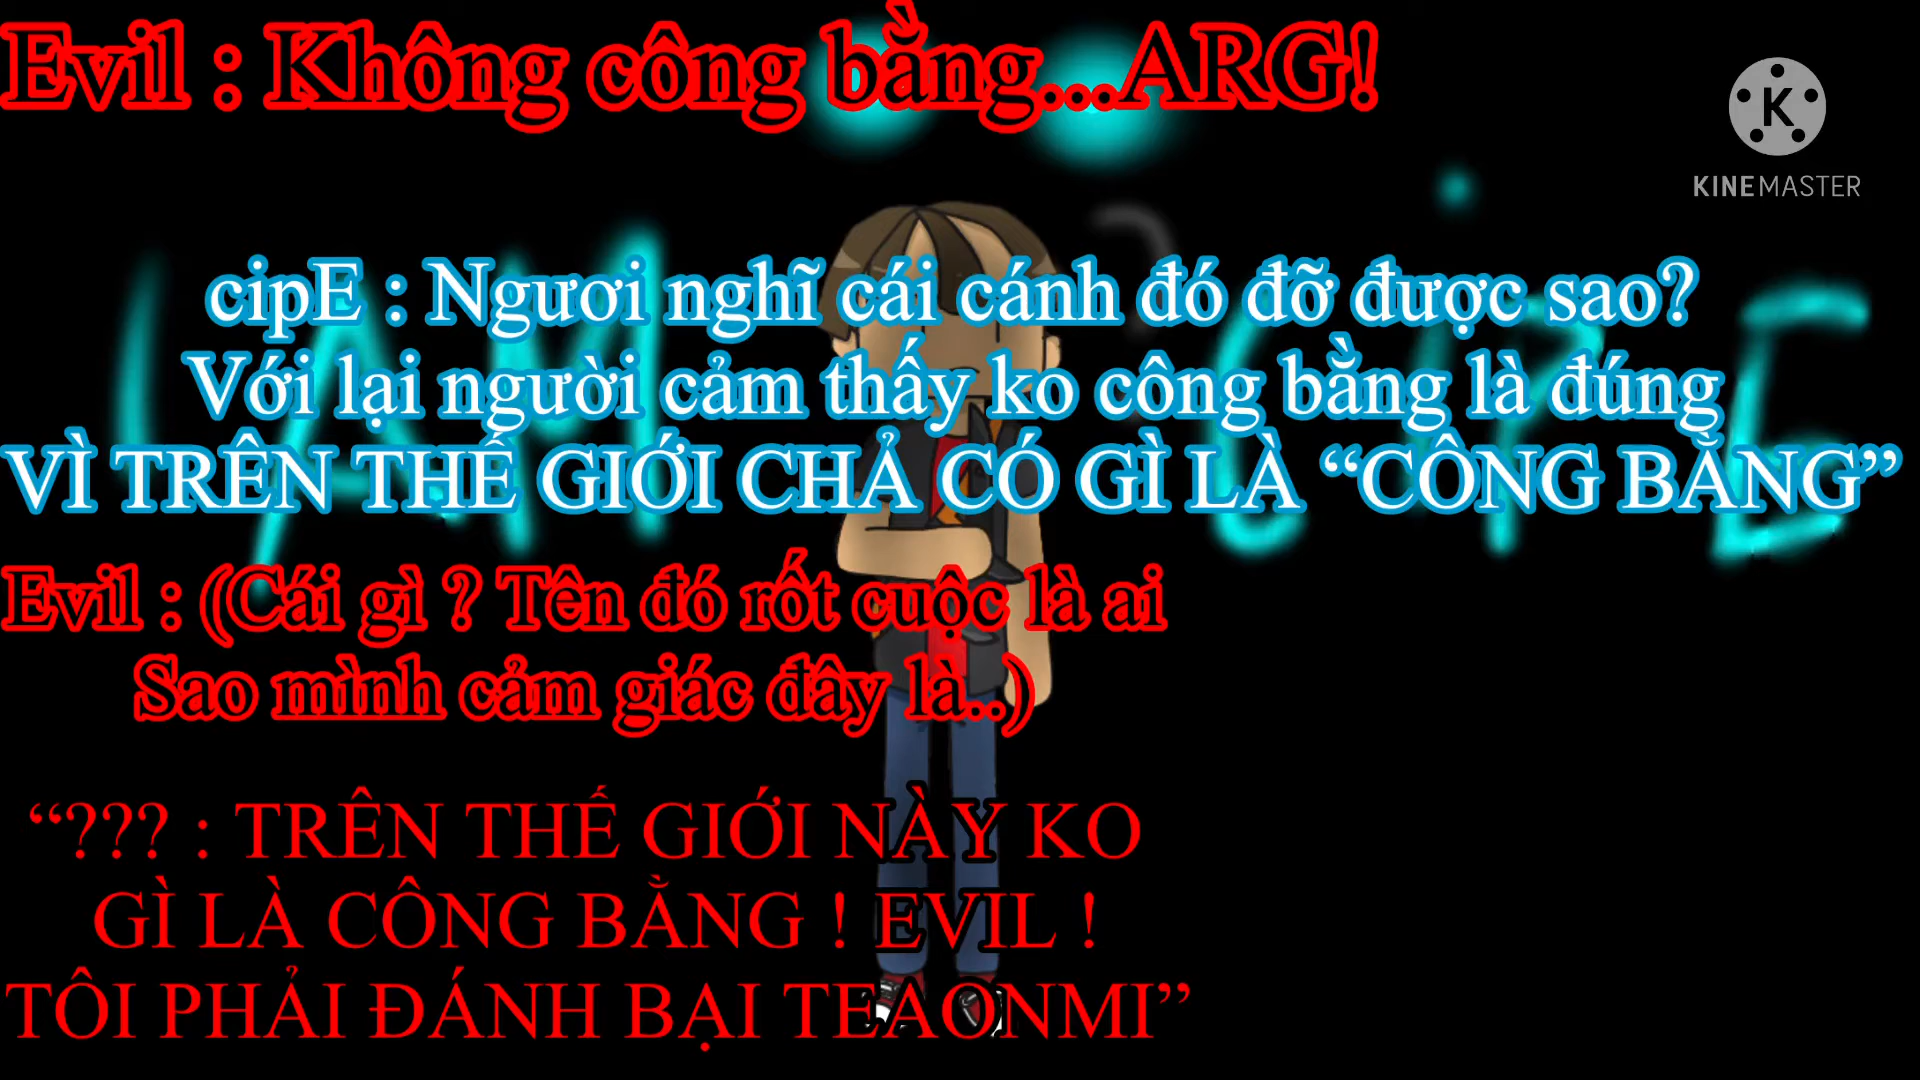 Evil : Không công bằng...ARG!
KINEMASTER
cipE : Ngươi nghĩ cái cánh đó đỡ được sao?
Với lại người cảm thấy ko công bằng là đúng
VÌ TRÊN THẾ GIỚI CHẢ CÓ GÌ LÀ “CÔNG BẰNG”
I AM CIPE
Evil : (Cái gì ? Tên đó rốt cuộc là ai
Sao mình cảm giác đây là..)
“??? : TRÊN THẾ GIỚI NÀY KO
GÌ LÀ CÔNG BẰNG ! EVIL !
TÔI PHẢI ĐÁNH BẠI TEAONMI”